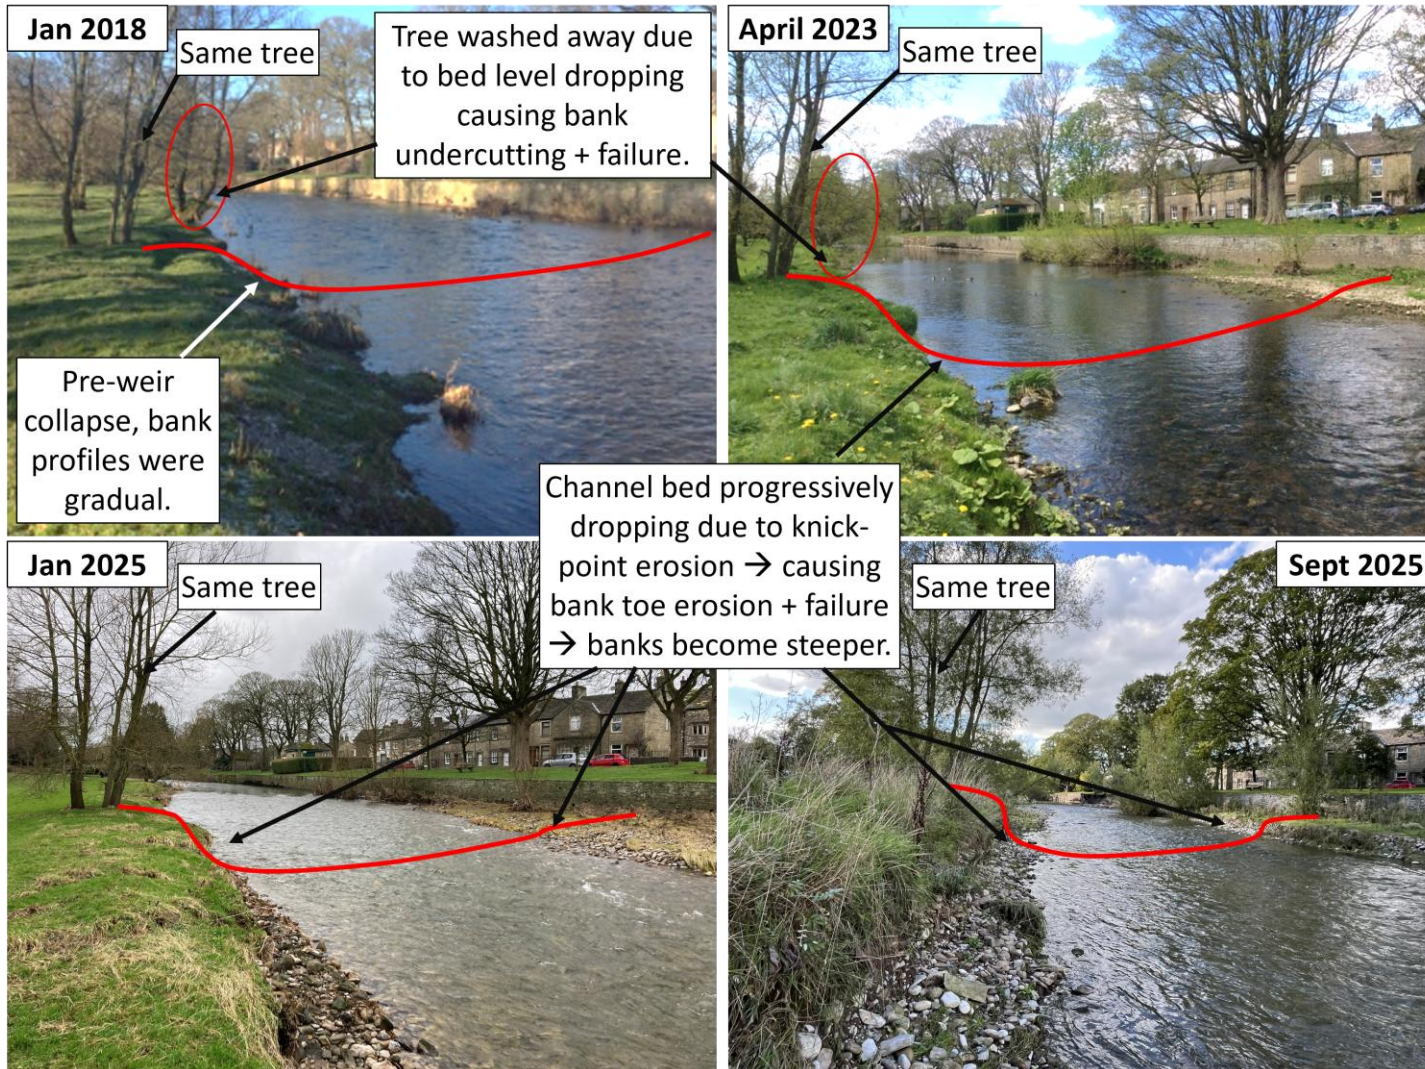 Jan 2018
Same tree
Tree washed away due
to bed level dropping
causing bank
undercutting + failure.
April 2023
Same tree
Pre-weir
collapse, bank
profiles were
gradual.
Channel bed progressively
dropping due to knick-
point erosion → causing
bank toe erosion + failure
→ banks become steeper.
Jan 2025
Same tree
Same tree
Sept 2025